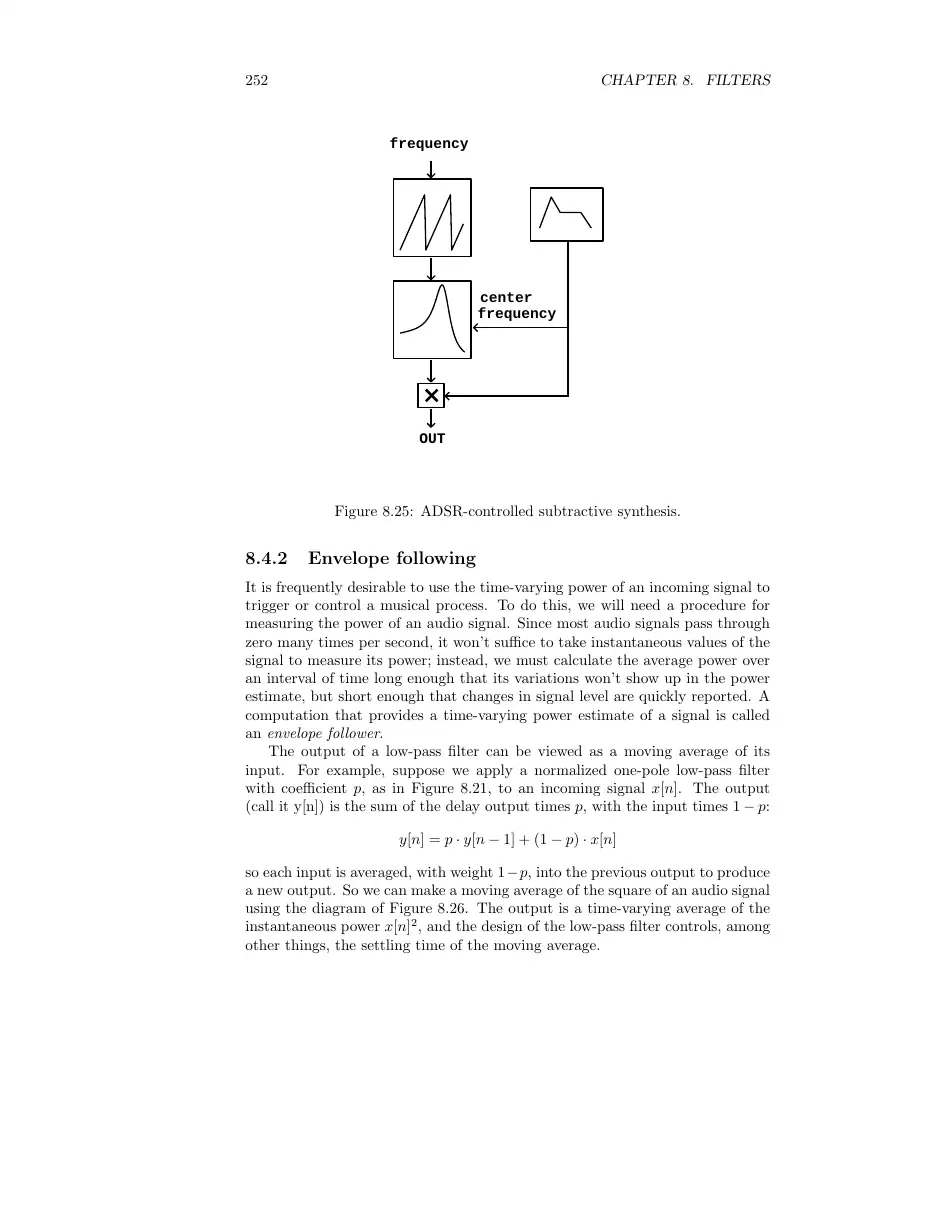 252 CHAPTER 8. FILTERS
frequency
center
frequency
×
OUT
Figure 8.25: ADSR-controlled subtractive synthesis.
8.4.2 Envelope following
It is frequently desirable to use the time-varying power of an incoming signal to
trigger or control a musical process. To do this, we will need a procedure for
measuring the power of an audio signal. Since most audio signals pass through
zero many times per second, it won't suffice to take instantaneous values of the
signal to measure its power; instead, we must calculate the average power over
an interval of time long enough that its variations won't show up in the power
estimate, but short enough that changes in signal level are quickly reported. A
computation that provides a time-varying power estimate of a signal is called
an envelope follower.
The output of a low-pass filter can be viewed as a moving average of its
input. For example, suppose we apply a normalized one-pole low-pass filter
with coefficient p, as in Figure 8.21, to an incoming signal x[n]. The output
(call it y[n]) is the sum of the delay output times p, with the input times 1 − p:
y[n] = p · y[n − 1] + (1 − p) · x[n]
so each input is averaged, with weight 1−p, into the previous output to produce
a new output. So we can make a moving average of the square of an audio signal
using the diagram of Figure 8.26. The output is a time-varying average of the
instantaneous power x[n]², and the design of the low-pass filter controls, among
other things, the settling time of the moving average.